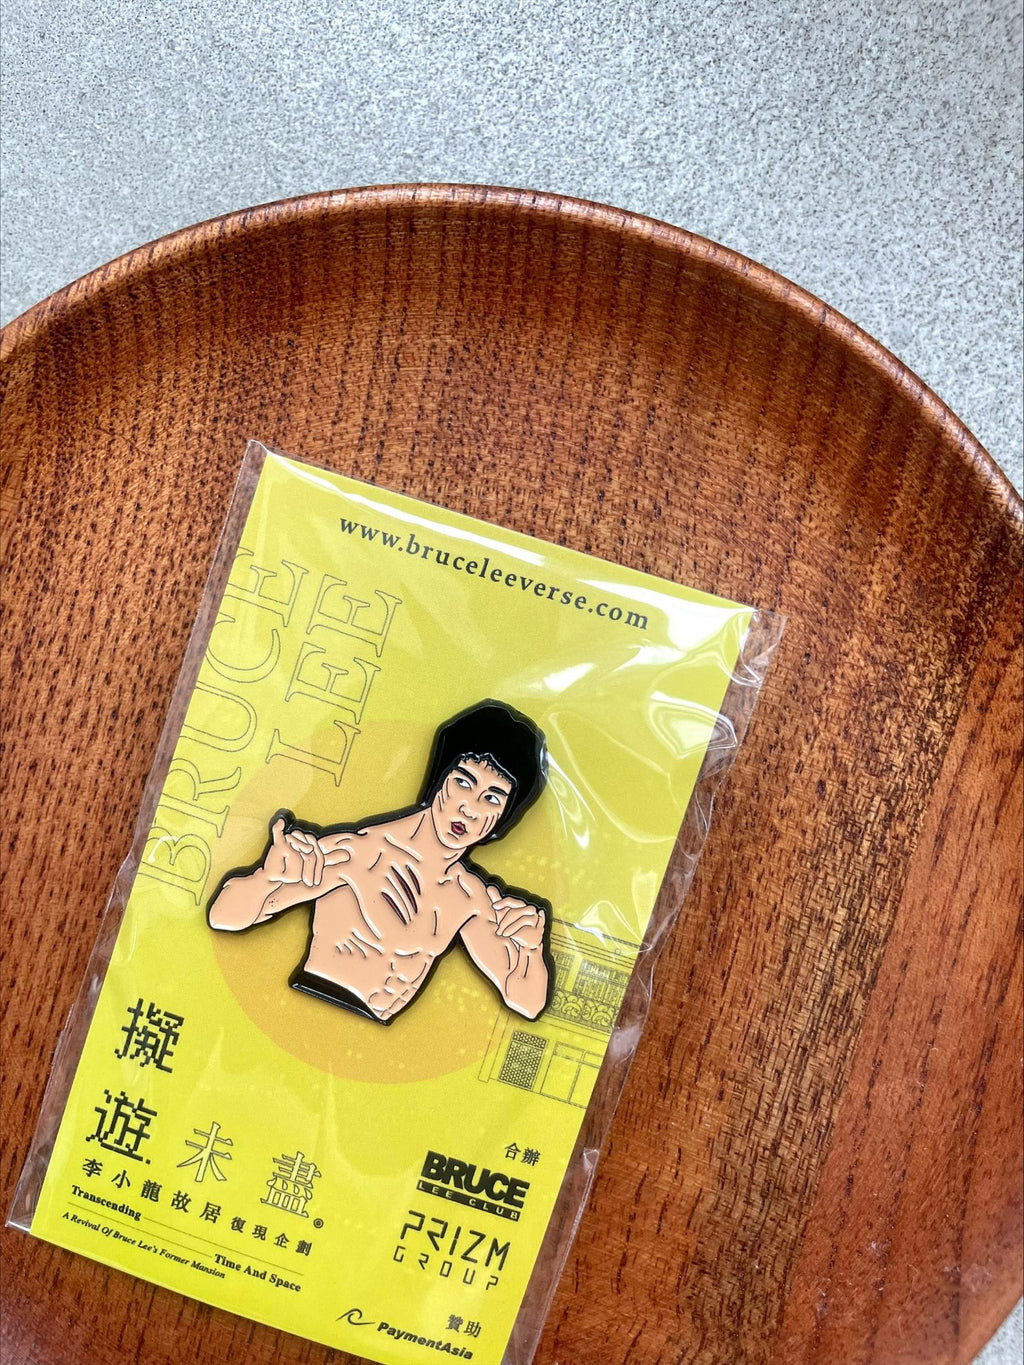 www.bruceleeverse.com
BRUCE
LEE
擬
遊
未盡®
李小龍故居復現企劃
Transcending
Time And Space
A Revival Of Bruce Lee's Former Mansion
合辦
BRUCE
LEE CLUB
PRIZM
GROUP
贊助
PaymentAsia